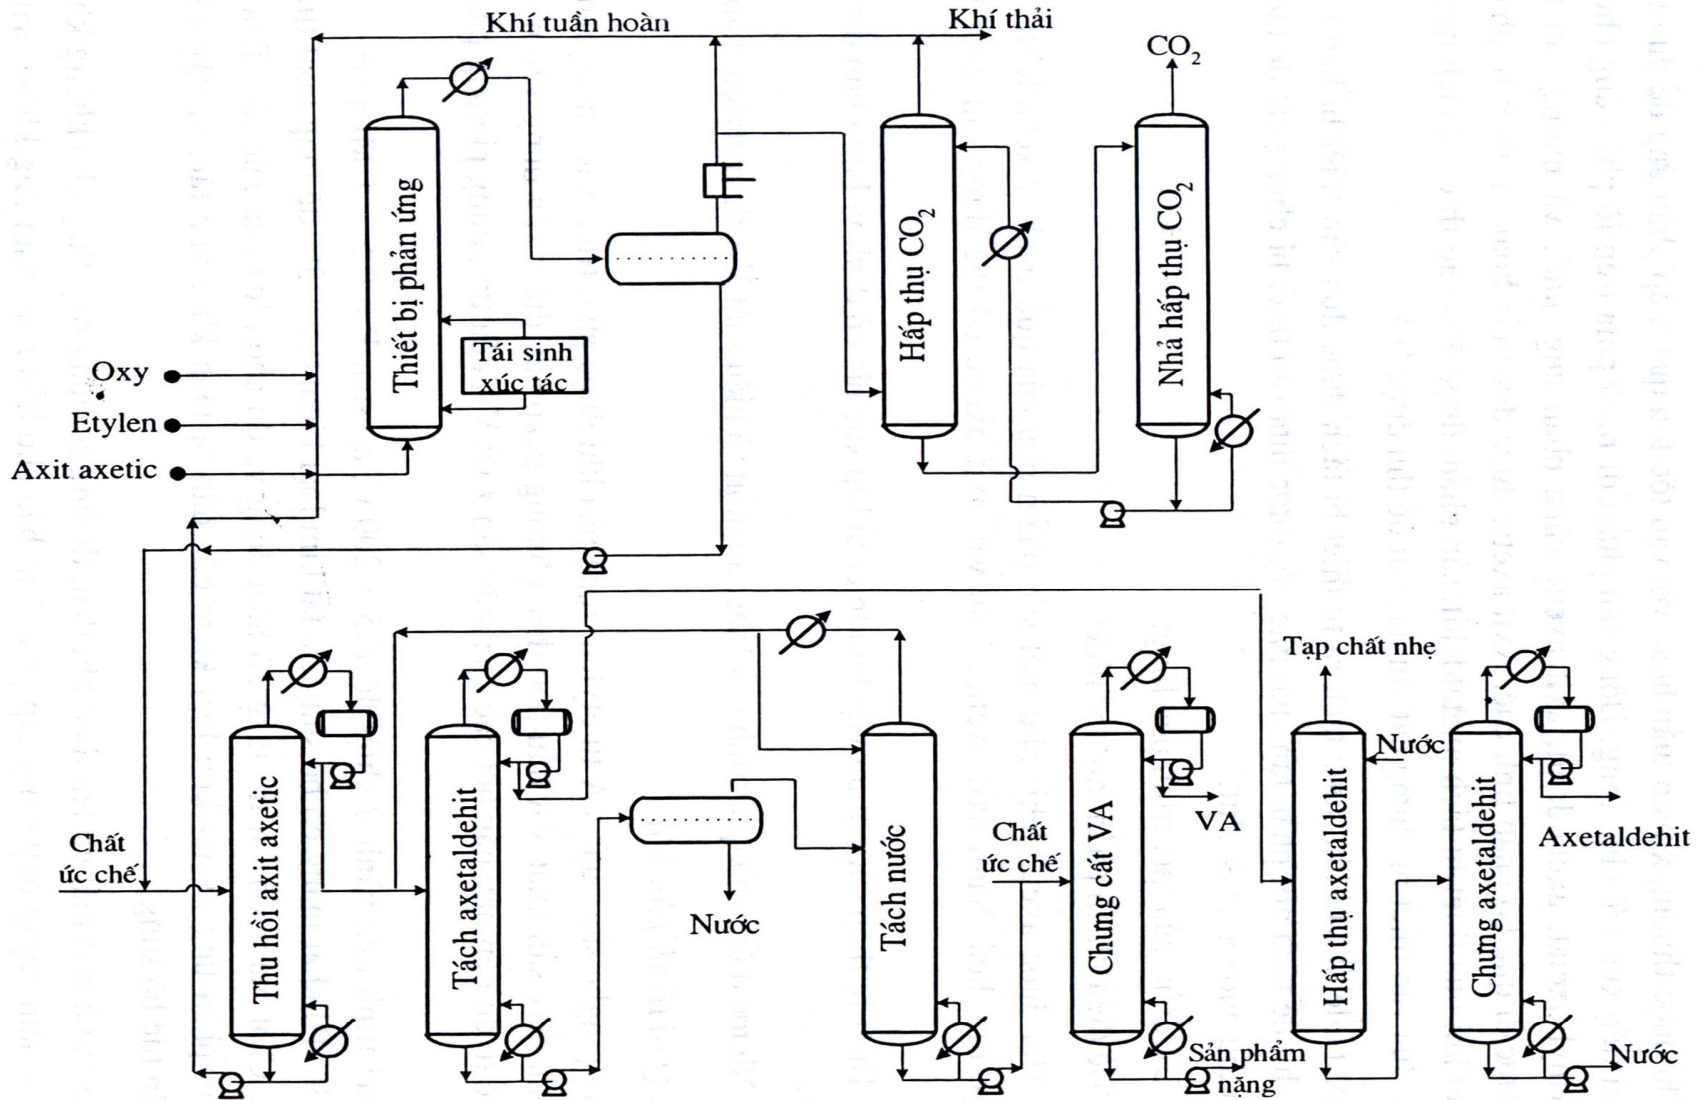 Khí tuần hoàn
Khí thải
CO₂
Thiết bị phản ứng
Tái sinh
xúc tác
Hấp thụ CO₂
Nhả hấp thụ CO₂
Oxy
Etylen
Axit axetic
Tạp chất nhẹ
Nước
Chất
ức chế
Thu hồi axit axetic
Tách axetaldehit
Nước
Tách nước
Chất
ức chế
Chưng cất VA
VA
Hấp thụ axetaldehit
Chưng axetaldehit
Axetaldehit
Sản phẩm
nặng
Nước